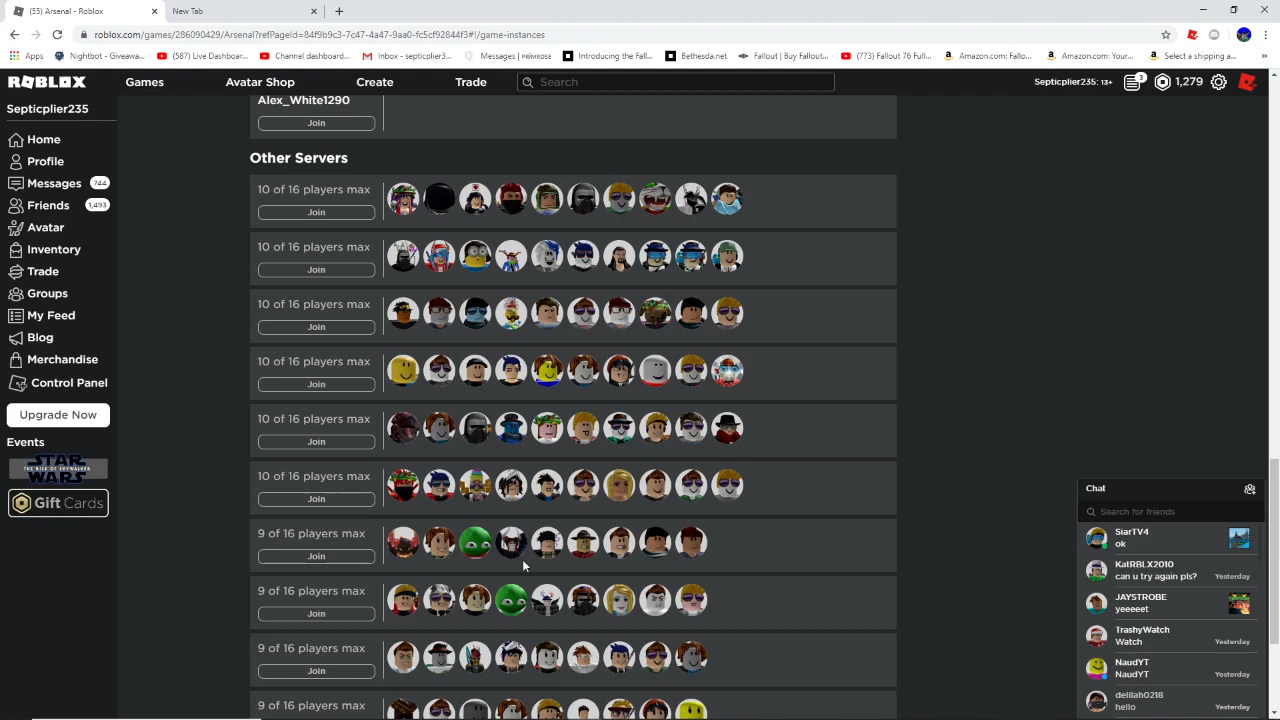 (55) Arsenal - Roblox
New Tab
roblox.com/games/286090429/Arsenal?refPageId=84f9b9c3-7c47-4a47-9aa0-fc5cf92844f3#!/game-instances
Apps
Nightbot - Giveawa...
(587) Live Dashboard...
Channel dashboard...
Inbox - septicplier3...
Messages | PRIMROSE
Introducing the Fall...
Bethesda.net
Fallout | Buy Fallou...
(773) Fallout 76 Full...
Amazon.com: Fallo...
Amazon.com: Your...
Select a shipping a...
ROBLOX
Games
Avatar Shop
Create
Trade
Search
Septicplier235: 13+
3
1,279
Septicplier235
Home
Profile
Messages
744
Friends
1,493
Avatar
Inventory
Trade
Groups
My Feed
Blog
Merchandise
Control Panel
Upgrade Now
Events
STAR
THE RISE OF SKYWALKER
WARS
Gift Cards
Alex_White1290
Join
Other Servers
10 of 16 players max
Join
10 of 16 players max
Join
10 of 16 players max
Join
10 of 16 players max
Join
10 of 16 players max
Join
10 of 16 players max
Join
9 of 16 players max
Join
9 of 16 players max
Join
9 of 16 players max
Join
9 of 16 players max
Chat
Search for friends
SiarTV4
ok
KatRBLX2010
can u try again pls?
Yesterday
JAYSTROBE
yeeeeet
TrashyWatch
Watch
Yesterday
NaudYT
NaudYT
Yesterday
delilah0218
hello
Yesterday